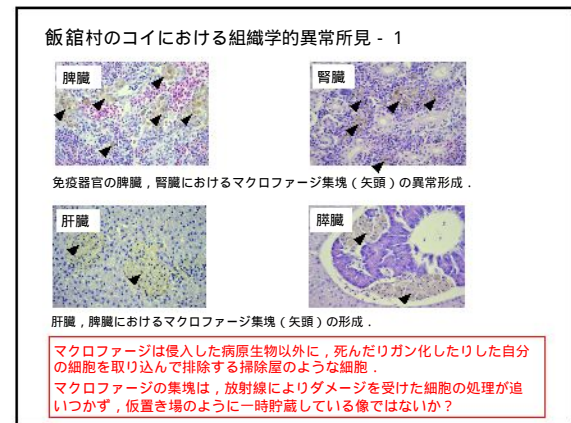 飯舘村のコイにおける組織学的異常所見 - 1
脾臓
腎臓
免疫器官の脾臓，腎臓におけるマクロファージ集塊（矢頭）の異常形成．
肝臓
膵臓
肝臓，脾臓におけるマクロファージ集塊（矢頭）の形成．
マクロファージは侵入した病原生物以外に，死んだりガン化したりした自分
の細胞を取り込んで排除する掃除屋のような細胞．
マクロファージの集塊は，放射線によりダメージを受けた細胞の処理が追
いつかず，仮置き場のように一時貯蔵している像ではないか？